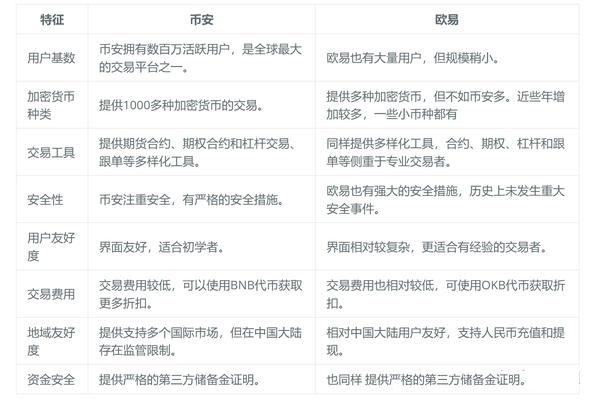 特征
币安
欧易
用户基数
币安拥有数百万活跃用户，是全球最大
的交易平台之一。
欧易也有大量用户，但规模稍小。
加密货币
种类
提供1000多种加密货币的交易。
提供多种加密货币，但不如币安多。近些年增
加较多，一些小币种都有
交易工具
提供期货合约、期权合约和杠杆交易、
跟单等多样化工具。
同样提供多样化工具，合约、期权、杠杆和跟
单等侧重于专业交易者。
安全性
币安注重安全，有严格的安全措施。
欧易也有强大的安全措施，历史上未发生重大
安全事件。
用户友好
度
界面友好，适合初学者。
界面相对较复杂，更适合有经验的交易者。
交易费用
交易费用较低，可以使用BNB代币获取
更多折扣。
交易费用也相对较低，可使用OKB代币获取折
扣。
地域友好
度
提供支持多个国际市场，但在中国大陆
存在监管限制。
相对中国大陆用户友好，支持人民币充值和提
现。
资金安全
提供严格的第三方储备金证明。
也同样 提供严格的第三方储备金证明。